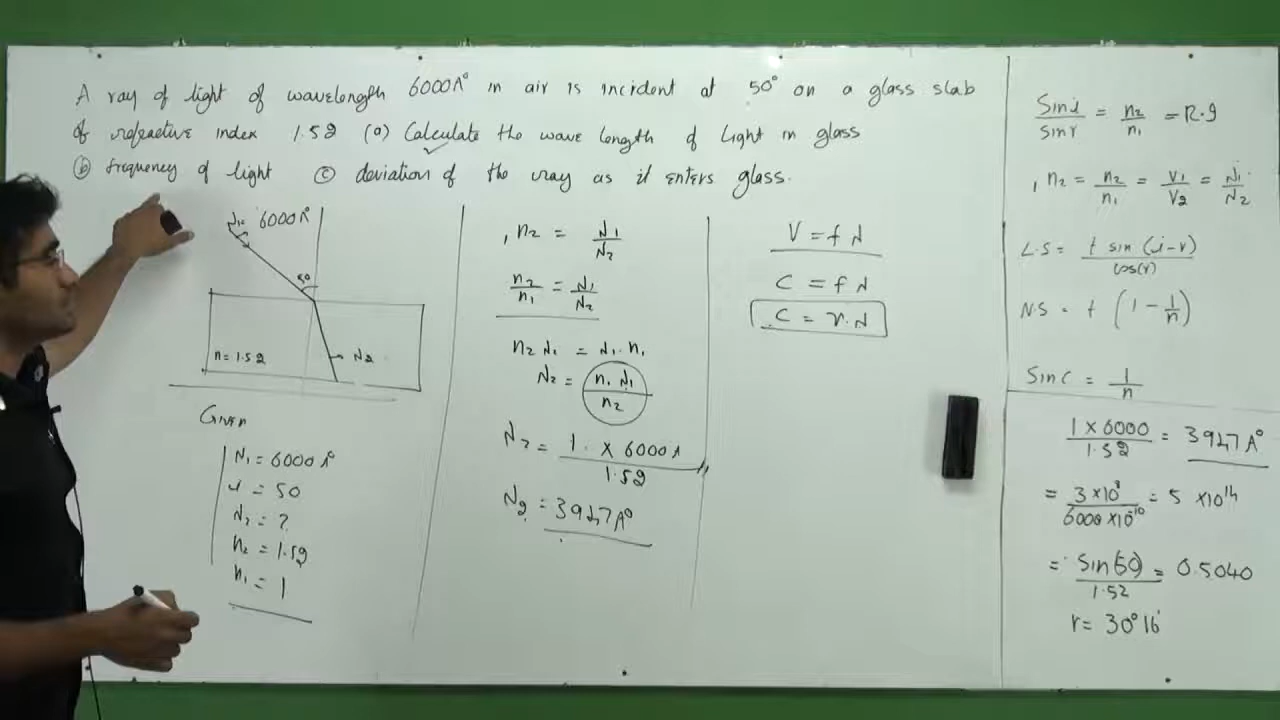 A ray of light of wavelength 6000A° in air is incident at 50° on a glass slab
of refractive index 1.52 (a) Calculate the wave length of light in glass
(b) frequency of light (c) deviation of the ray as it enters glass.
λ1= 6000A°
50
n=1.52
λ2
Given
λ1 = 6000A°
i = 50
λ2 = ?
n2 = 1.52
n1 = 1
1n2 = λ1/λ2
n2/n1 = λ1/λ2
n2 λ2 = λ1. n1
λ2 = n1 λ1/n2
λ2 = 1. × 6000A/1.52
λ2 = 3947A°
V = f λ
C = f λ
C = ν.λ
Sin i/Sin r = n2/n1 = R.I
1n2 = n2/n1 = V1/V2 = λ1/λ2
L.S = t sin (i-r)/cos(r)
N.S = t (1 - 1/n)
Sin C = 1/n
1 × 6000/1.52 = 3947A°
= 3×10^8/6000×10^-10 = 5 ×10^14
= Sin(50)/1.52 = 0.5040
r = 30°16'